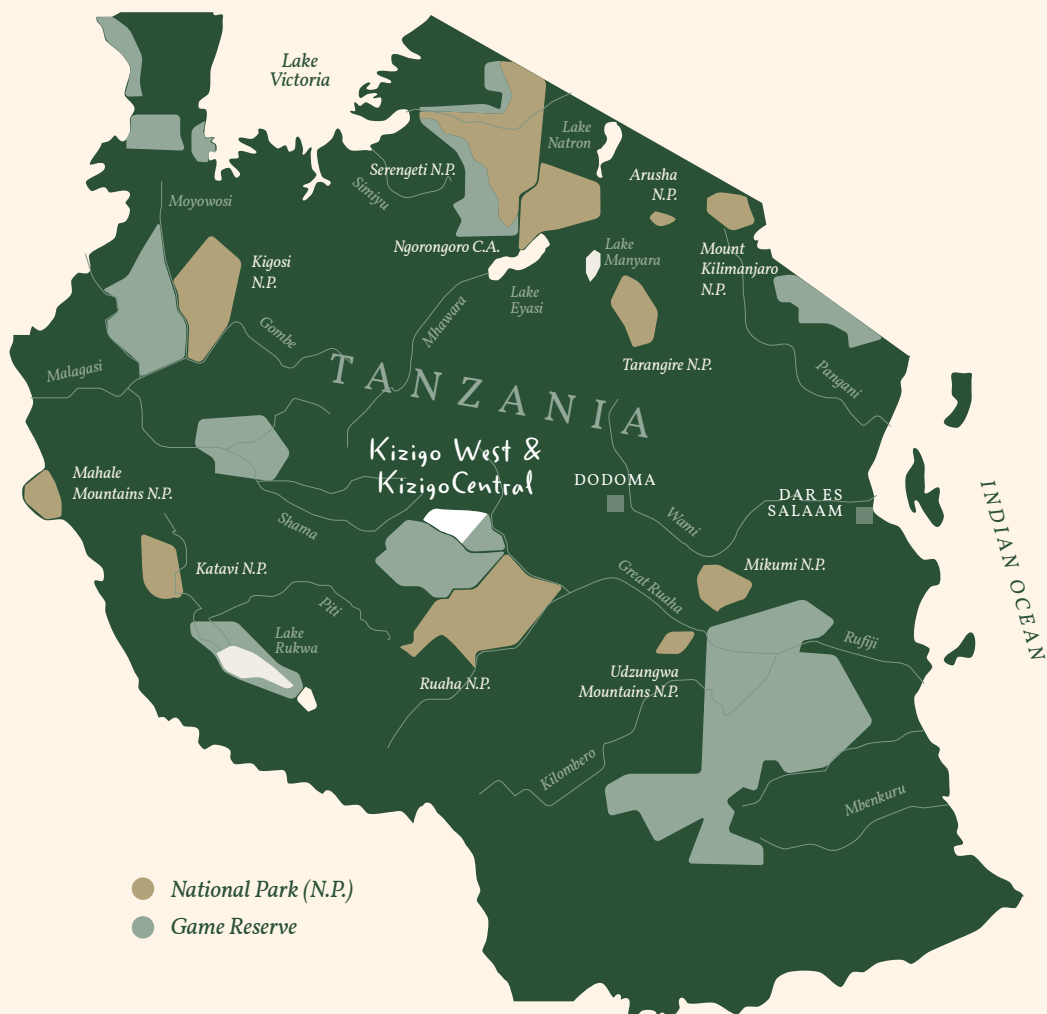 Lake
Victoria
Lake
Natron
Serengeti N.P.
Simiyu
Arusha
N.P.
Moyowosi
Ngorongoro C.A.
Lake
Manyara
Mount
Kilimanjaro
N.P.
Kigosi
N.P.
Lake
Eyasi
Mhawara
Gombe
Malagasi
Tarangire N.P.
Pangani
TANZANIA
Kizigo West &
KizigoCentral
Mahale
Mountains N.P.
DODOMA
DAR ES
SALAAM
INDIAN OCEAN
Shama
Wami
Katavi N.P.
Mikumi N.P.
Great Ruaha
Piti
Lake
Rukwa
Rufiji
Ruaha N.P.
Udzungwa
Mountains N.P.
Kilombero
Mbenkuru
National Park (N.P.)
Game Reserve